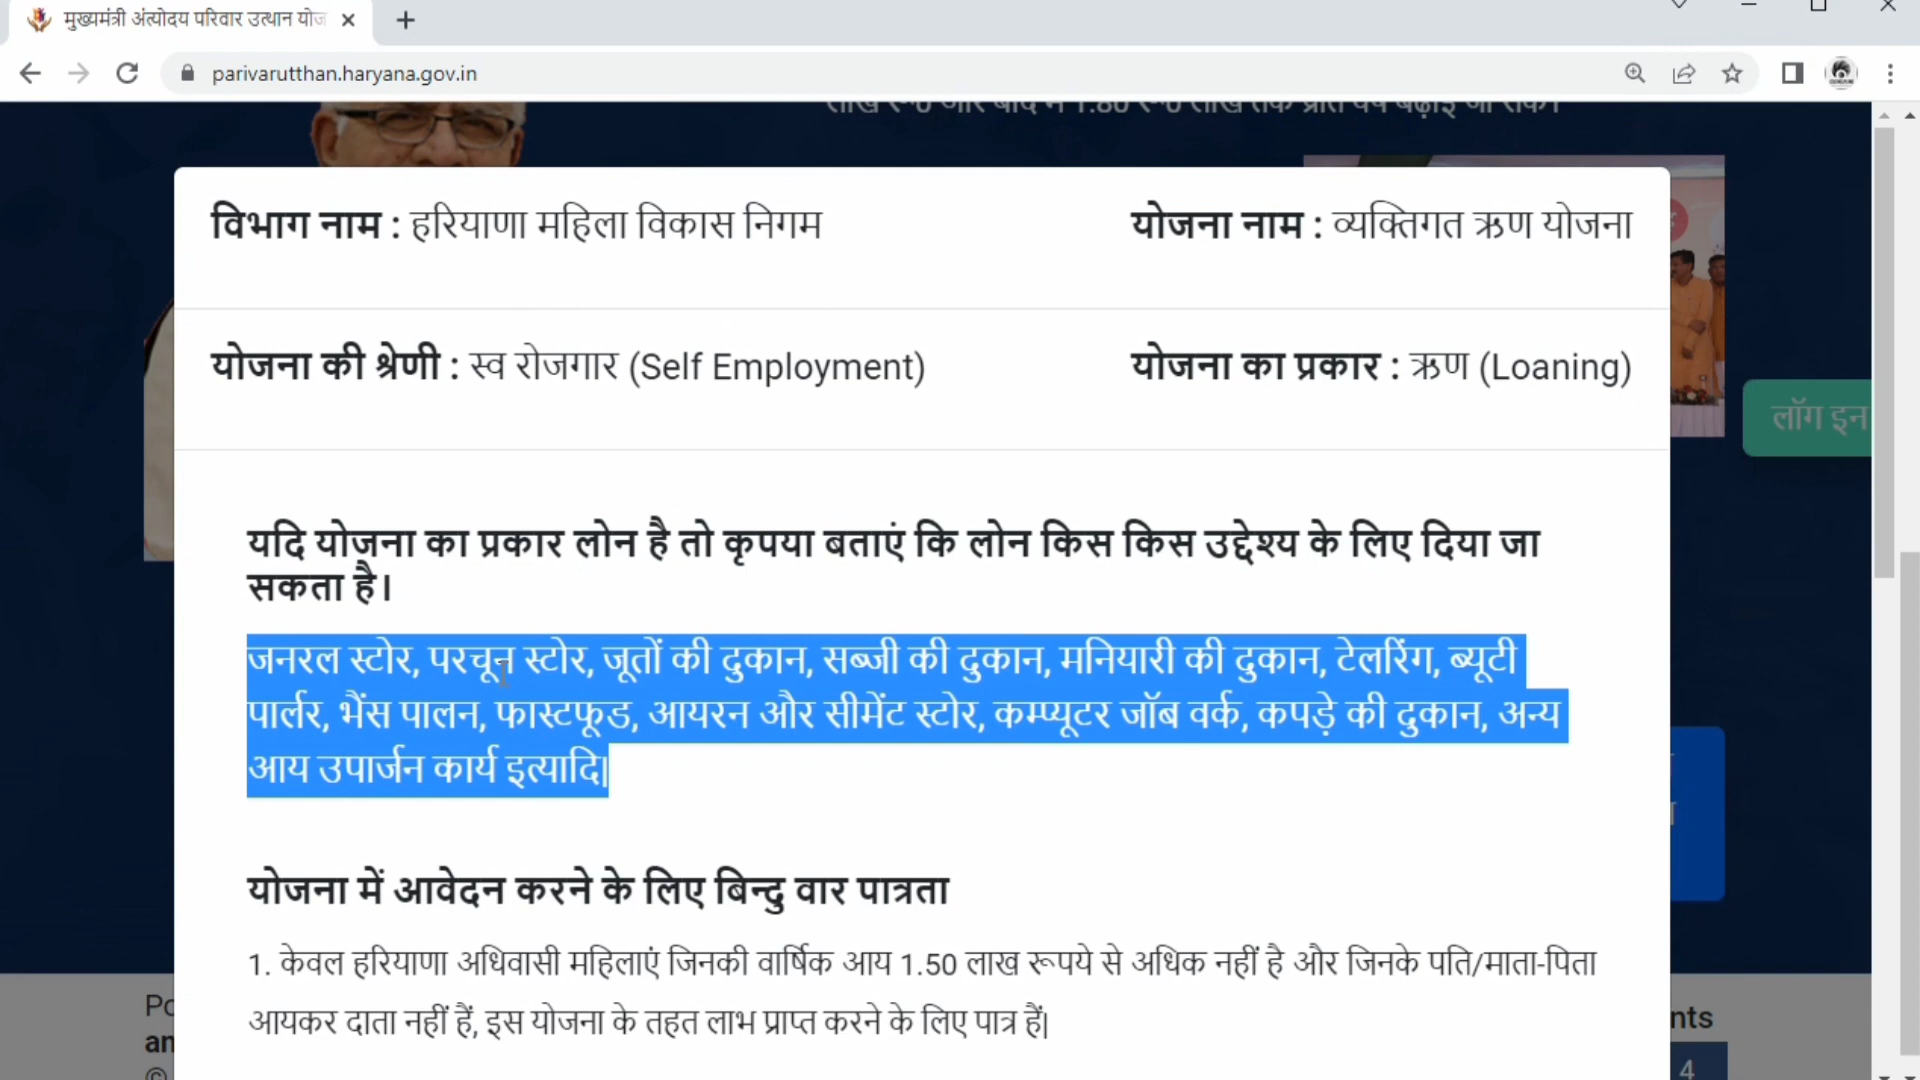 मुख्यमंत्री अंत्योदय परिवार उत्थान योज
parivarutthan.haryana.gov.in
विभाग नाम : हरियाणा महिला विकास निगम
योजना नाम : व्यक्तिगत ऋण योजना
योजना की श्रेणी : स्व रोजगार (Self Employment)
योजना का प्रकार : ऋण (Loaning)
लॉग इन
यदि योजना का प्रकार लोन है तो कृपया बताएं कि लोन किस किस उद्देश्य के लिए दिया जा
सकता है।
जनरल स्टोर, परचून स्टोर, जूतों की दुकान, सब्जी की दुकान, मनियारी की दुकान, टेलरिंग, ब्यूटी
पार्लर, भैंस पालन, फास्टफूड, आयरन और सीमेंट स्टोर, कम्प्यूटर जॉब वर्क, कपड़े की दुकान, अन्य
आय उपार्जन कार्य इत्यादि|
योजना में आवेदन करने के लिए बिन्दु वार पात्रता
1. केवल हरियाणा अधिवासी महिलाएं जिनकी वार्षिक आय 1.50 लाख रूपये से अधिक नहीं है और जिनके पति/माता-पिता
आयकर दाता नहीं हैं, इस योजना के तहत लाभ प्राप्त करने के लिए पात्र हैं|
Po
nts
an
4
©